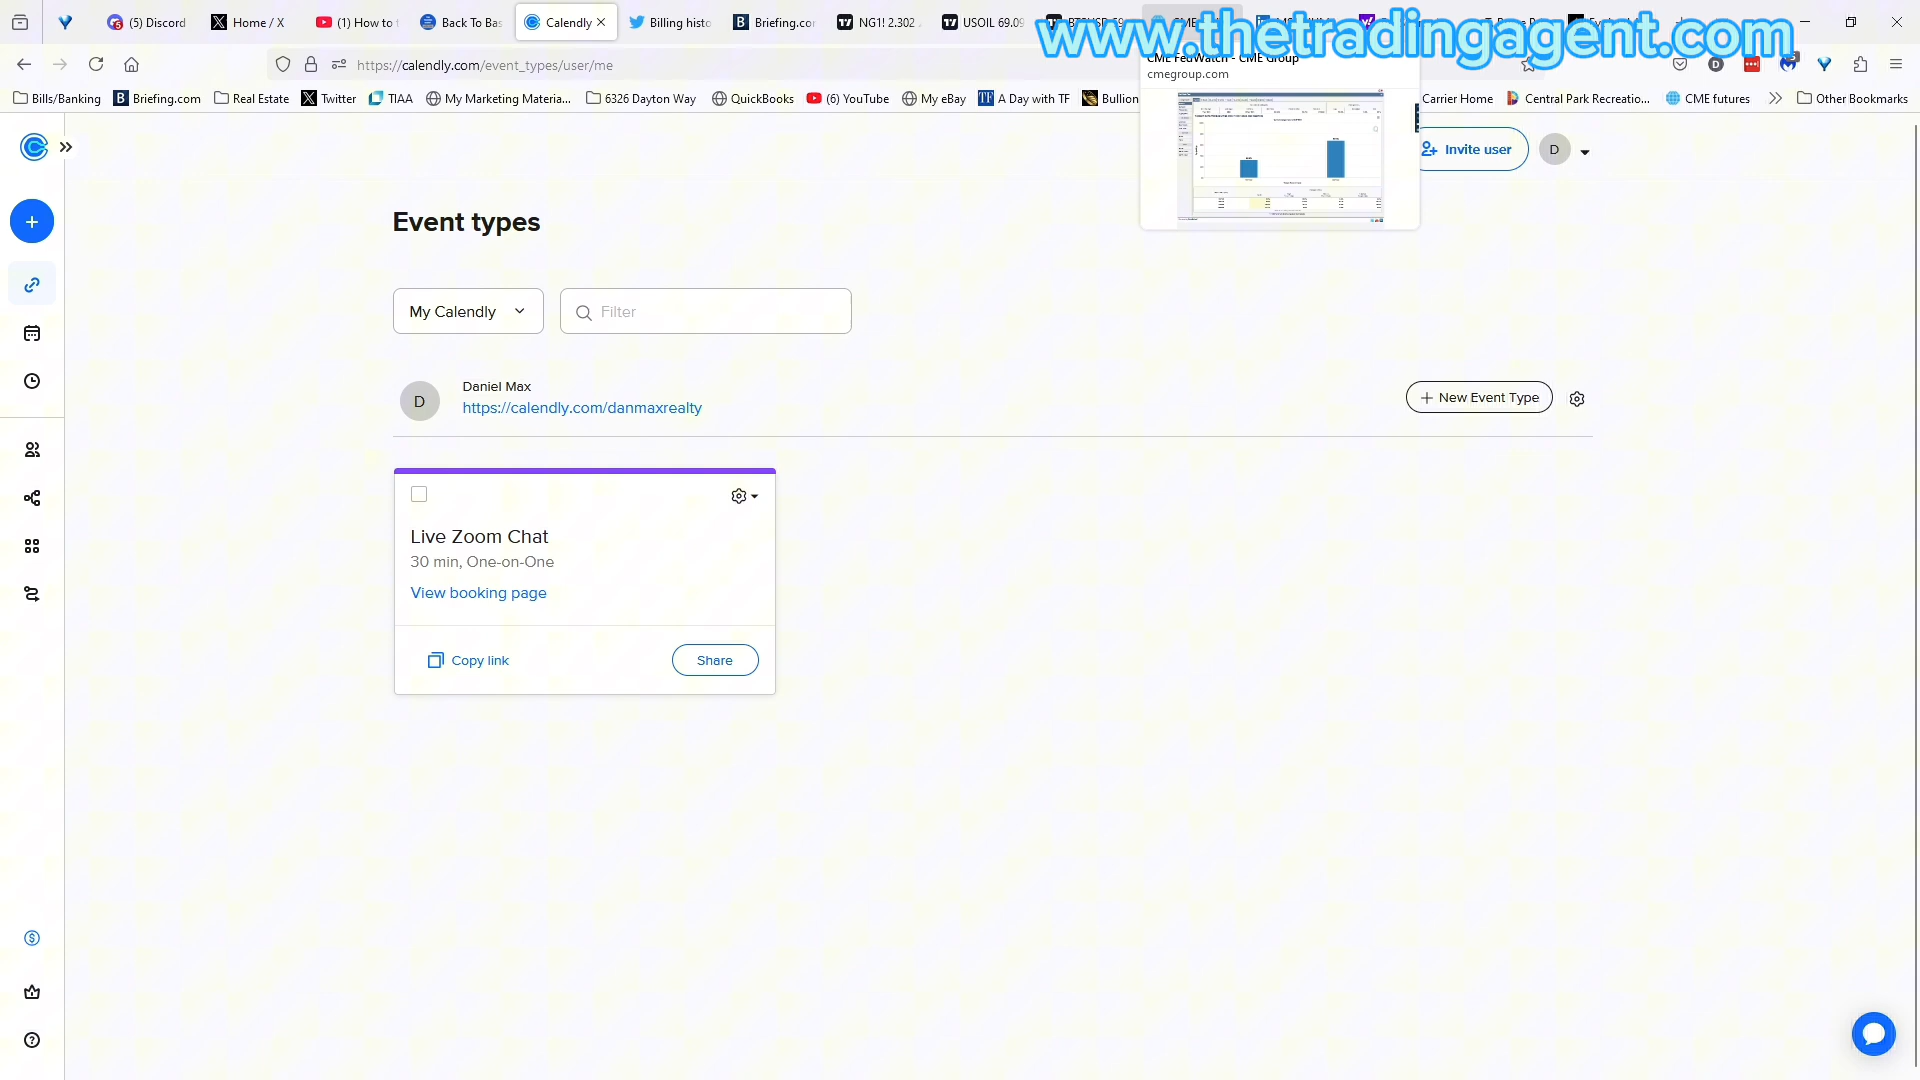 (5) Discord
Home / X
(1) How to
Back To Bas
Calendly
Billing histo
Briefing.co
NG1! 2.302
USOIL 69.09
www.thetradingagent.com
https://calendly.com/event_types/user/me
CME FedWatch - CME Group
cmegroup.com
Bills/Banking
Briefing.com
Real Estate
Twitter
TIAA
My Marketing Materia...
6326 Dayton Way
QuickBooks
(6) YouTube
My eBay
A Day with TF
Bullion
Carrier Home
Central Park Recreatio...
CME futures
Other Bookmarks
Invite user
D
Event types
My Calendly
Filter
D
Daniel Max
https://calendly.com/danmaxrealty
New Event Type
Live Zoom Chat
30 min, One-on-One
View booking page
Copy link
Share